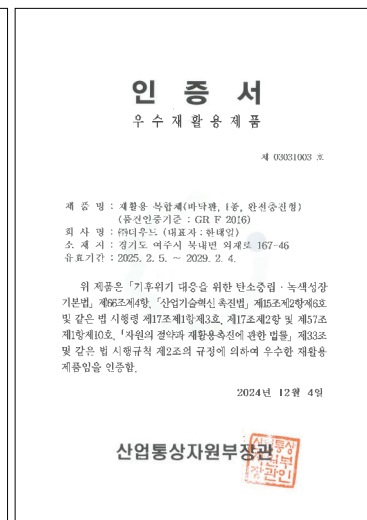 인 증 서
우 수 재 활 용 제 품
제 03031003 호
제 품 명 : 재활용 복합체(바닥판, 1종, 완전충진형)
(품질인증기준 : GR F 2016)
회 사 명 : ㈜더우드 (대표자 : 한태일)
소 재 지 : 경기도 여주시 북내면 외재로 167-46
유효기간 : 2025. 2. 5. ~ 2029. 2. 4.
위 제품은 「기후위기 대응을 위한 탄소중립ㆍ녹색성장
기본법」 제66조제4항, 「산업기술혁신 촉진법」 제15조제2항제6호
및 같은 법 시행령 제17조제1항제3호, 제17조제2항 및 제57조
제1항제10호, 「자원의 절약과 재활용촉진에 관한 법률」 제33조
및 같은 법 시행규칙 제2조의 규정에 의하여 우수한 재활용
제품임을 인증함.
2024년 12월 4일
산업통상자원부장관